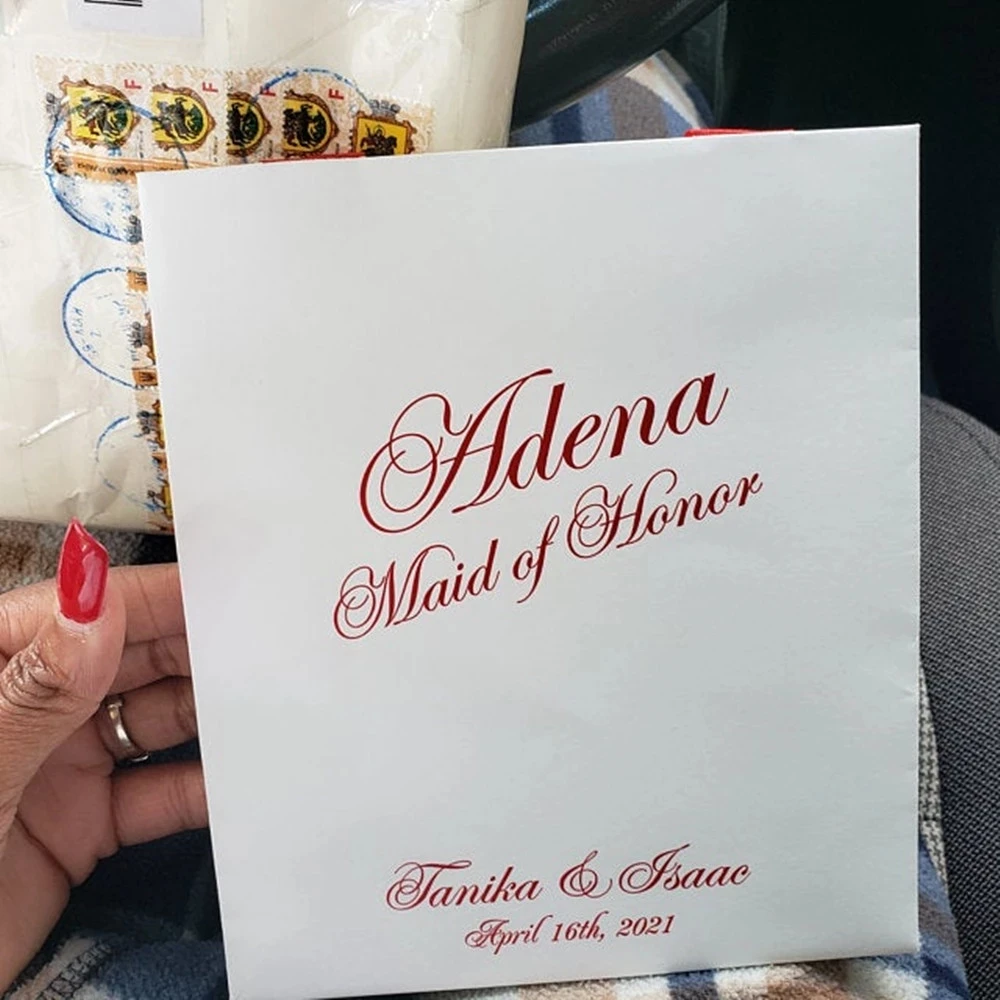 F
F
F
F
Adena
Maid of Honor
Tanika & Isaac
April 16th, 2021